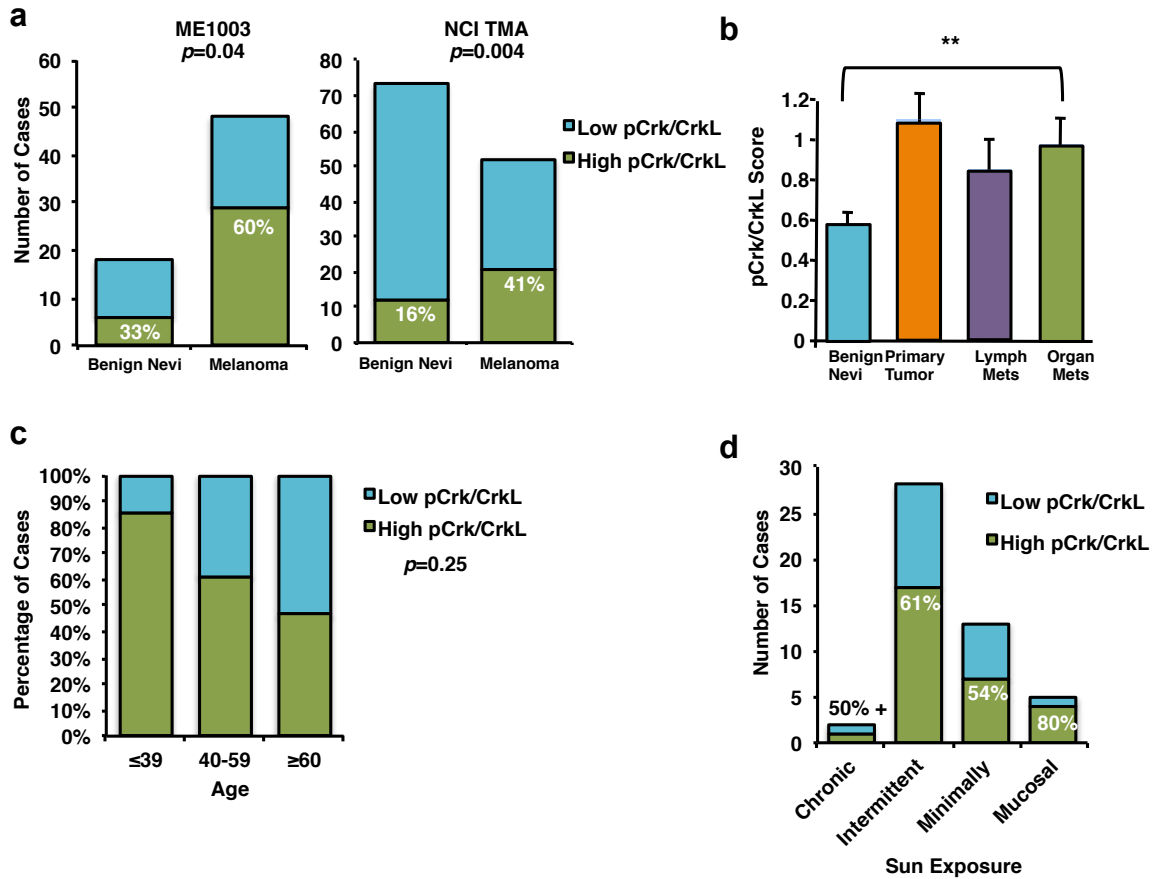 a
ME1003
p=0.04
Number of Cases
60
50
40
30
20
10
0
33%
60%
Benign Nevi
Melanoma
NCI TMA
p=0.004
80
70
60
50
40
30
20
10
0
16%
41%
Benign Nevi
Melanoma
Low pCrk/CrkL
High pCrk/CrkL
b
**
pCrk/CrkL Score
1.2
1
0.8
0.6
0.4
0.2
0
Benign
Nevi
Primary
Tumor
Lymph
Mets
Organ
Mets
c
Percentage of Cases
100%
90%
80%
70%
60%
50%
40%
30%
20%
10%
0%
≤39
40-59
≥60
Age
Low pCrk/CrkL
High pCrk/CrkL
p=0.25
d
Number of Cases
30
25
20
15
10
5
0
50% +
61%
54%
80%
Low pCrk/CrkL
High pCrk/CrkL
Chronic
Intermittent
Minimally
Mucosal
Sun Exposure